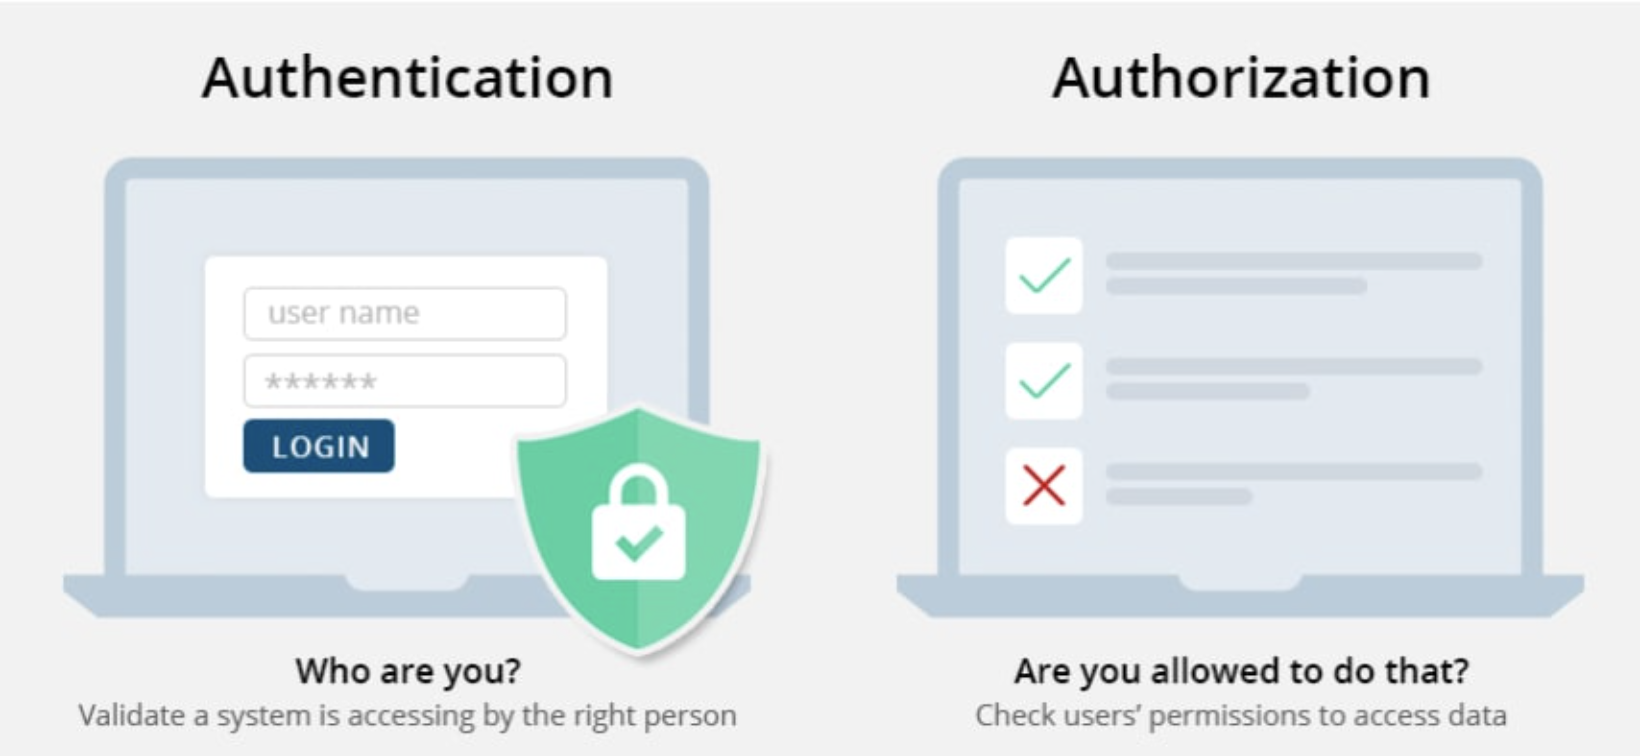 Authentication
Authorization
user name
******
LOGIN
Who are you?
Validate a system is accessing by the right person
Are you allowed to do that?
Check users’ permissions to access data